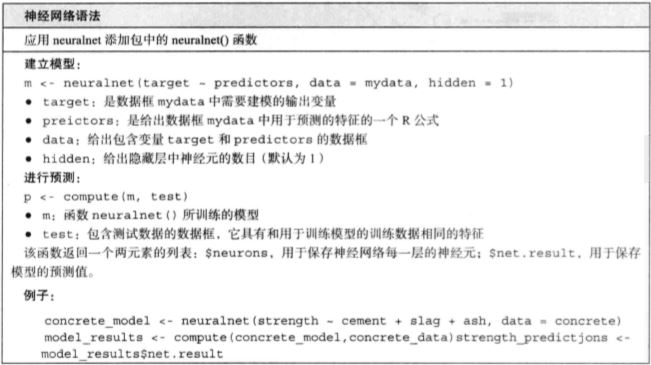 神经网络语法
应用 neuralnet 添加包中的 neuralnet() 函数
建立模型：
m <- neuralnet(target ~ predictors, data = mydata, hidden = 1)
● target：是数据框 mydata 中需要建模的输出变量
● preictors：是给出数据框 mydata 中用于预测的特征的一个 R 公式
● data：给出包含变量 target 和 predictors 的数据框
● hidden：给出隐藏层中神经元的数目（默认为 1）
进行预测：
p <- compute(m, test)
● m：函数 neuralnet() 所训练的模型
● test：包含测试数据的数据框，它具有和用于训练模型的训练数据相同的特征
该函数返回一个两元素的列表：$neurons，用于保存神经网络每一层的神经元；$net.result，用于保存
模型的预测值。
例子：
concrete_model <- neuralnet(strength ~ cement + slag + ash, data = concrete)
model_results <- compute(concrete_model,concrete_data)strength_predictjons <-
model_results$net.result